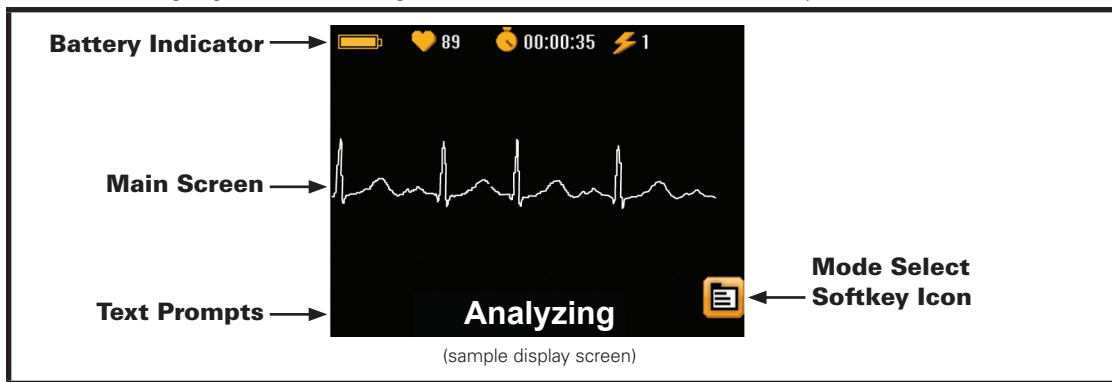 Battery Indicator
89 00:00:35 1
Main Screen
Mode Select
Softkey Icon
Text Prompts
Analyzing
(sample display screen)